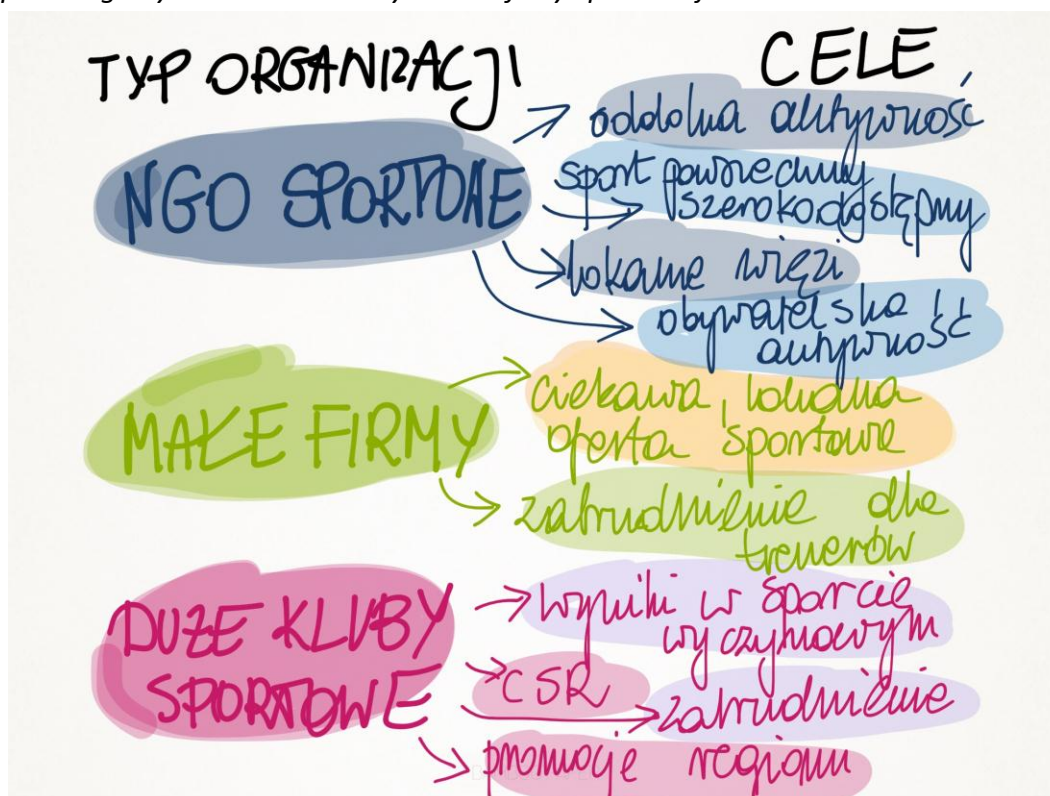 TYP ORGANIZACJI
CELE
NGO SPORTOWE
oddolna aktywność
sport powszechny,
szerokodostępny
lokalne więzi
obywatelska
aktywność
MAŁE FIRMY
ciekawa, lokalna
oferta sportowa
zatrudnienie dla
trenerów
DUŻE KLUBY
SPORTOWE
wyniki w sporcie
wyczynowym
CSR
zatrudnienie
promocje regionu